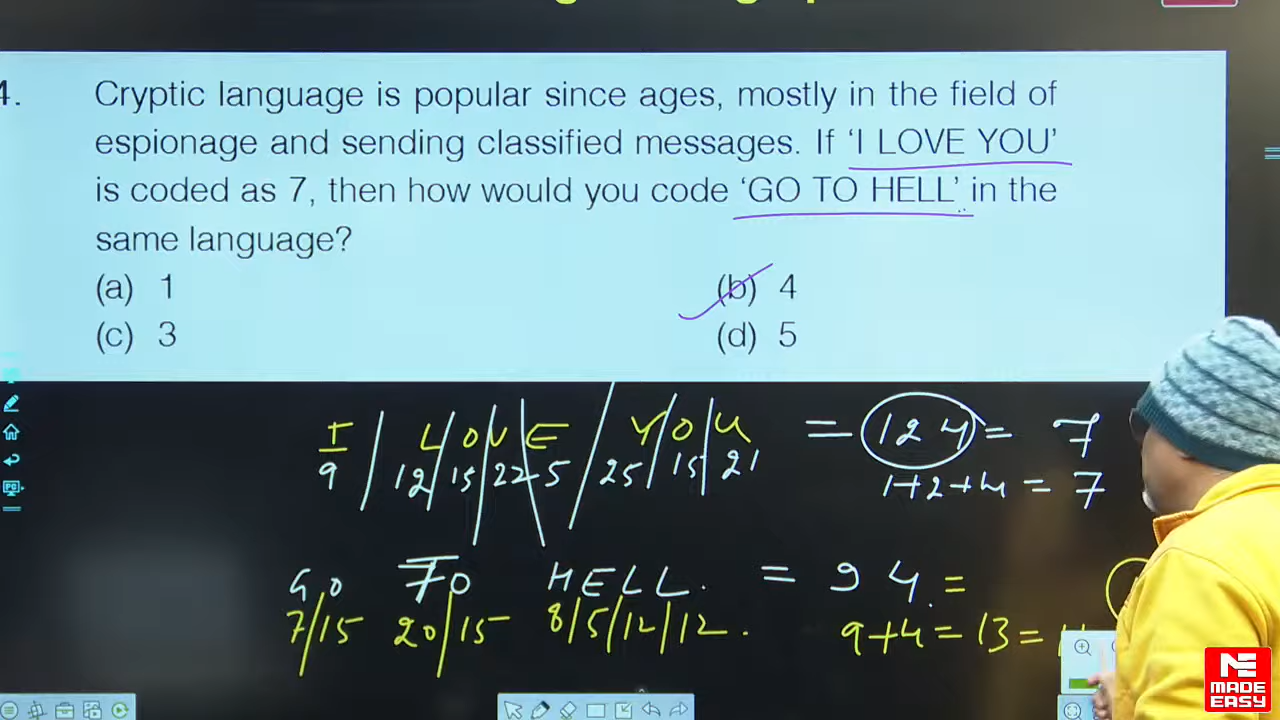 4.
Cryptic language is popular since ages, mostly in the field of
espionage and sending classified messages. If ‘I LOVE YOU’
is coded as 7, then how would you code ‘GO TO HELL’ in the
same language?
(a) 1
(b) 4
(c) 3
(d) 5
I / L / O / V / E / Y / O / U = 124 = 7
9 12 15 22 5 25 15 21 1+2+4 = 7
GO TO HELL. = 94. =
7/15 20/15 8/5/12/12. 9+4=13=
PC
NE
MADE
EASY